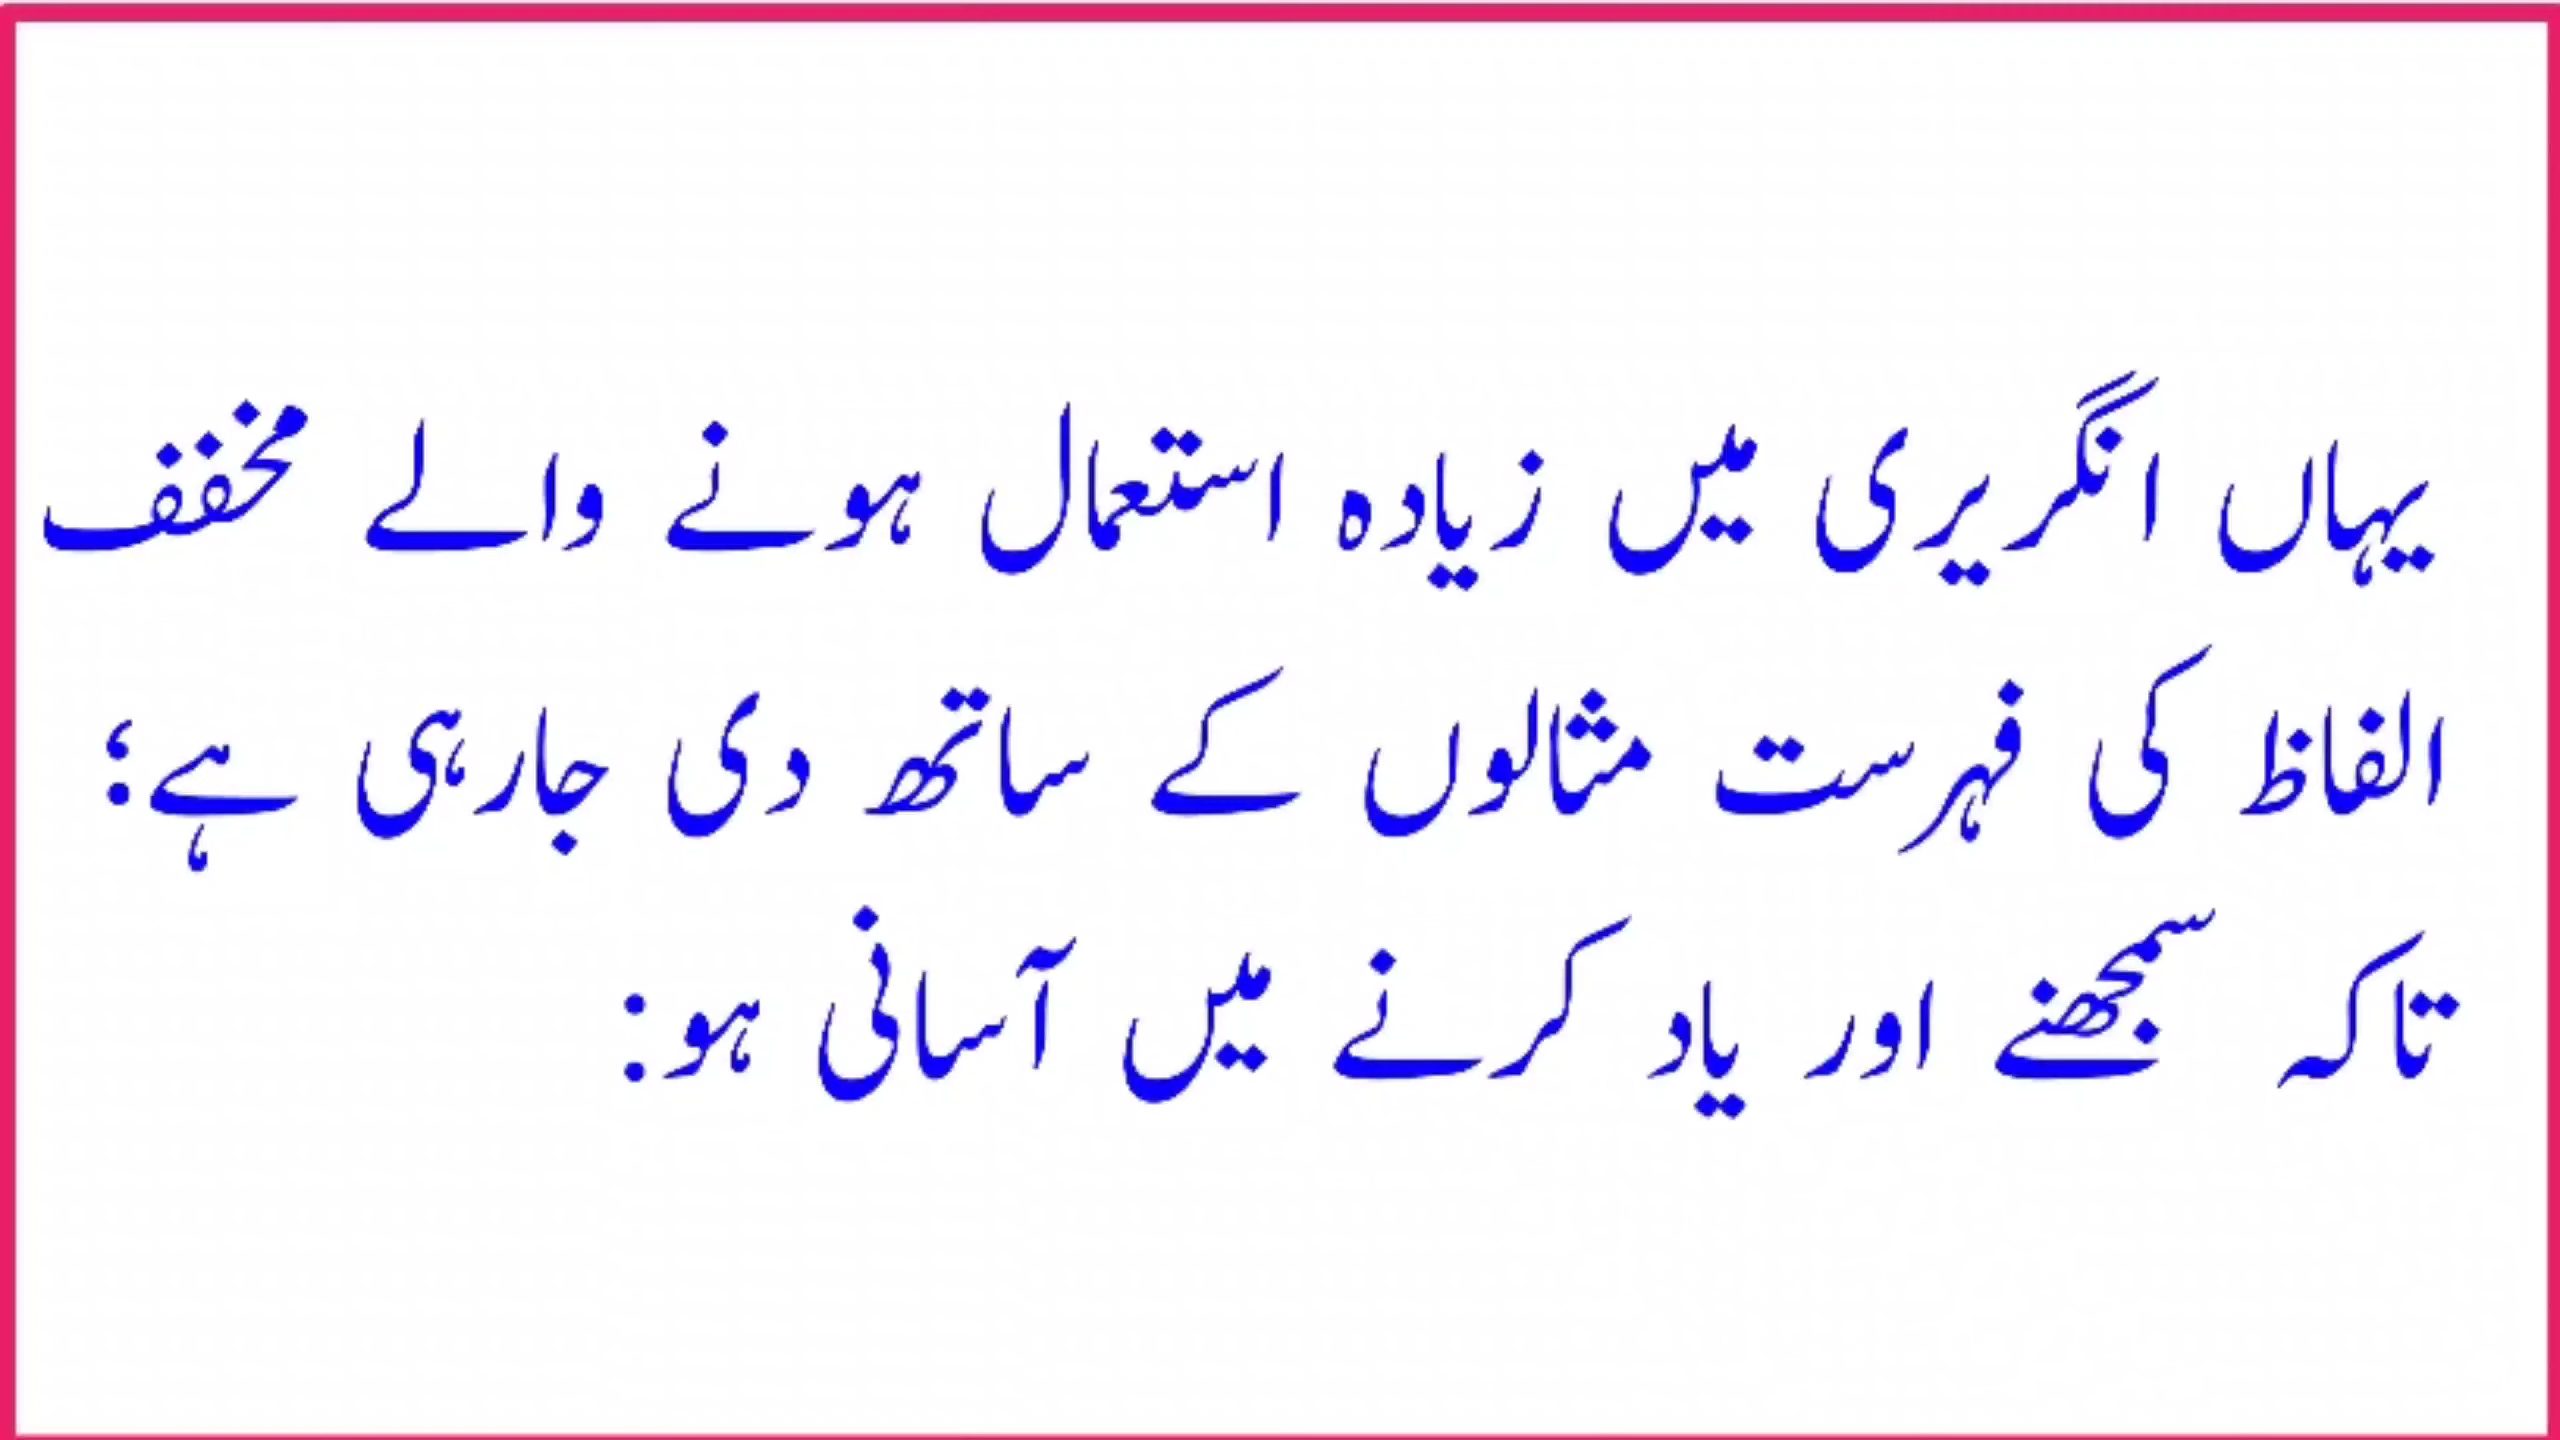 یہاں انگریری میں زیادہ استعمال ہونے والے مخفف
الفاظ کی فہرست مثالوں کے ساتھ دی جارہی ہے؛
تاکہ سمجھنے اور یاد کرنے میں آسانی ہو: